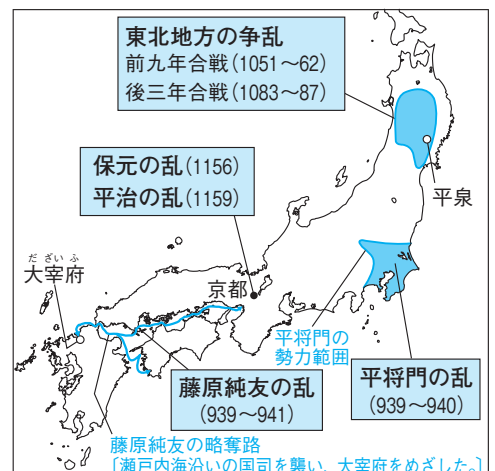 東北地方の争乱
前九年合戦(1051～62)
後三年合戦(1083～87)
平泉
保元の乱(1156)
平治の乱(1159)
だざいふ
大宰府
京都
平将門の
勢力範囲
藤原純友の乱
(939～941)
平将門の乱
(939～940)
藤原純友の略奪路
〔瀬戸内海沿いの国司を襲い、大宰府をめざした。〕